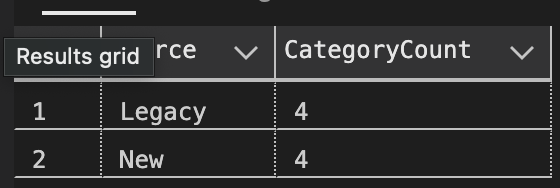 Results grid
rce CategoryCount
1 Legacy 4
2 New 4